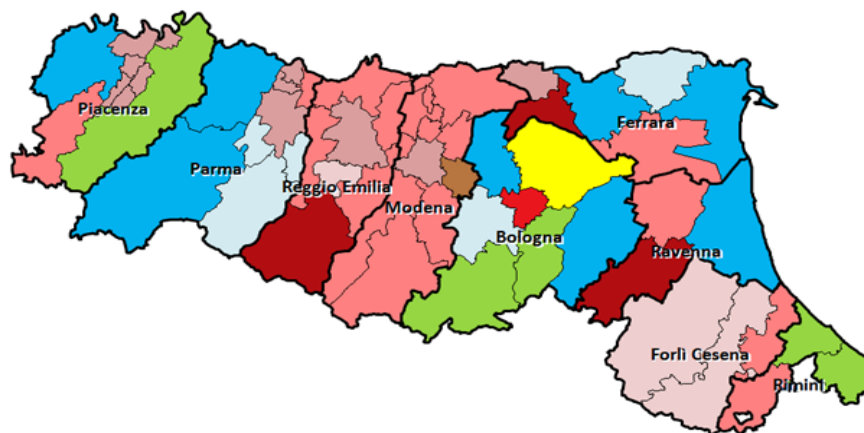 Piacenza
Parma
Reggio Emilia
Modena
Bologna
Ferrara
Ravenna
Forlì Cesena
Rimini